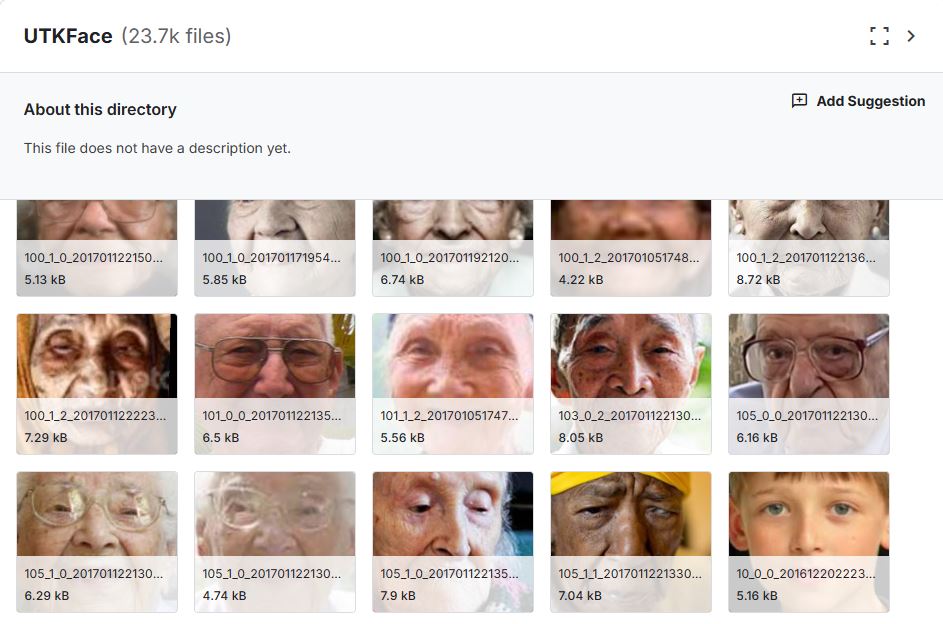 UTKFace (23.7k files)
About this directory
Add Suggestion
This file does not have a description yet.
100_1_0_201701122150...
5.13 kB
100_1_0_201701171954...
5.85 kB
100_1_0_201701192120...
6.74 kB
100_1_2_201701051748...
4.22 kB
100_1_2_201701122136...
8.72 kB
100_1_2_201701122223...
7.29 kB
101_0_0_201701122135...
6.5 kB
101_1_2_201701051747...
5.56 kB
103_0_2_201701122130...
8.05 kB
105_0_0_201701122130...
6.16 kB
105_1_0_201701122130...
6.29 kB
105_1_0_201701122130...
4.74 kB
105_1_0_201701122135...
7.9 kB
105_1_1_2017011221330...
7.04 kB
10_0_0_201612202223...
5.16 kB